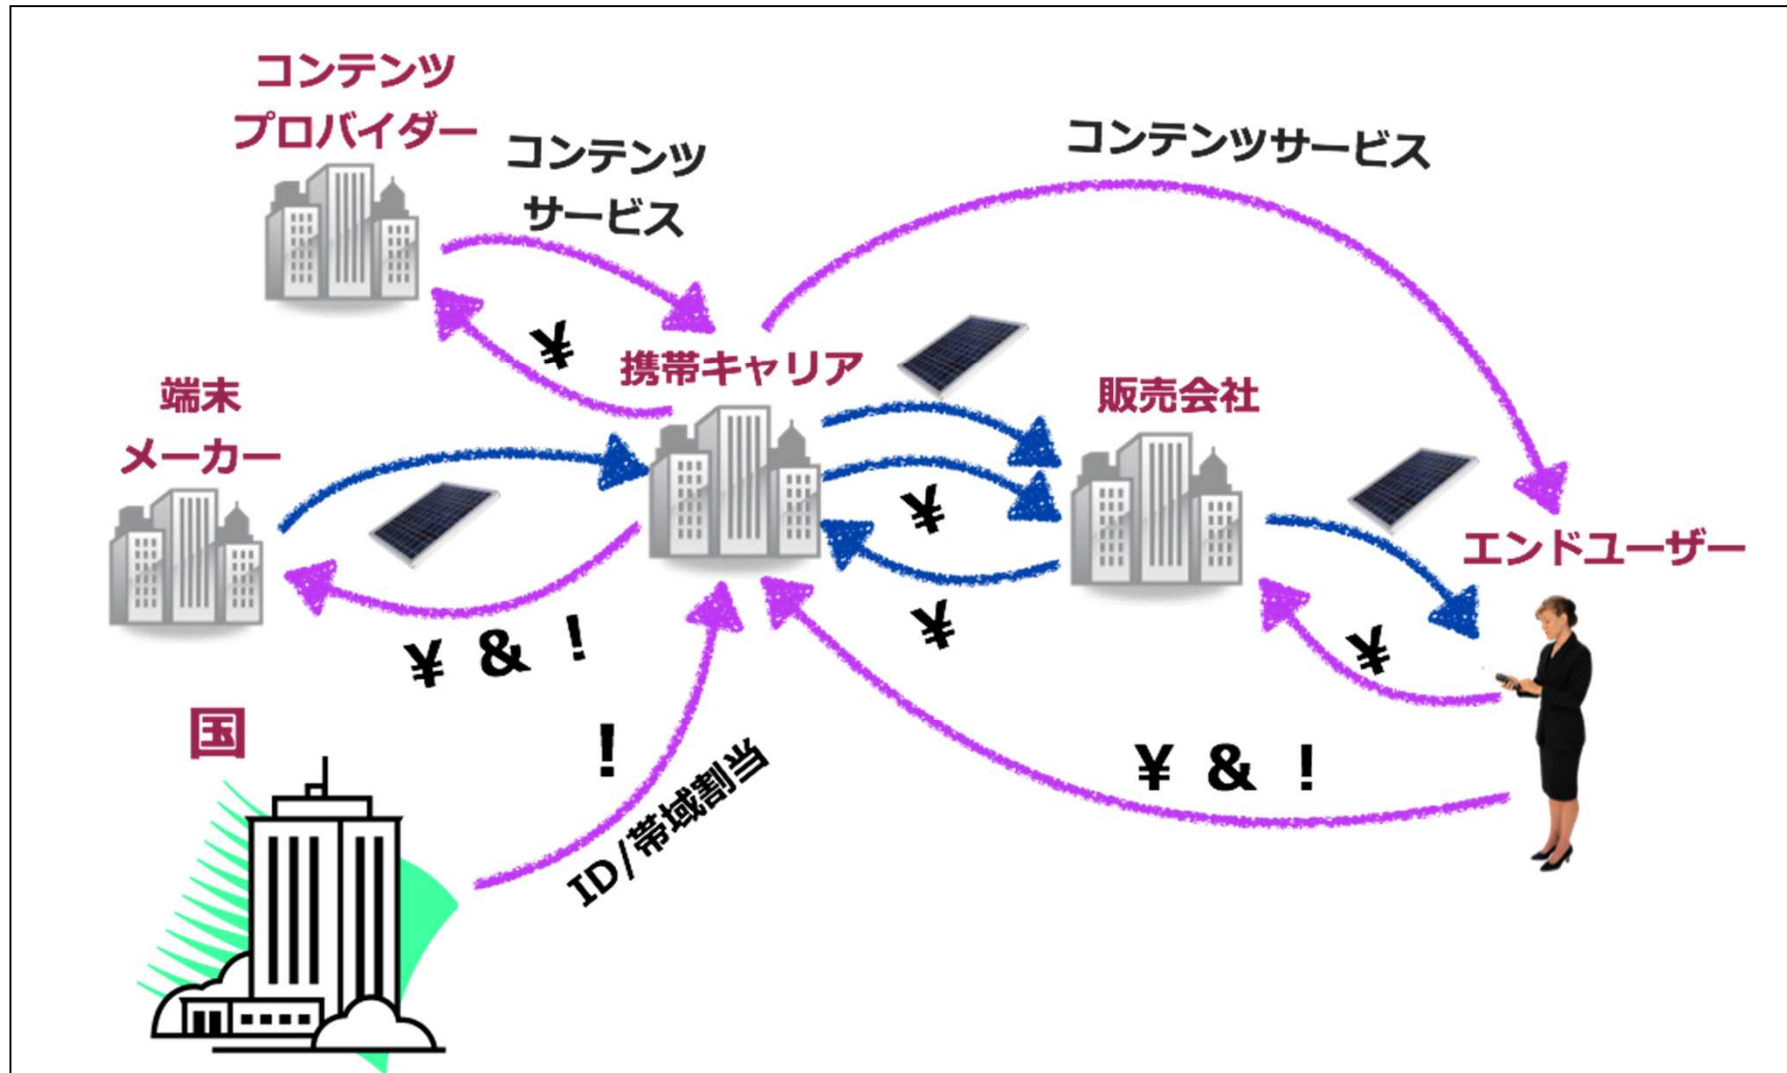 コンテンツ
プロバイダー
コンテンツ
サービス
コンテンツサービス
¥
携帯キャリア
端末
メーカー
販売会社
¥
エンドユーザー
¥
¥
¥ & !
国
!
ID/帯域割当
¥ & !